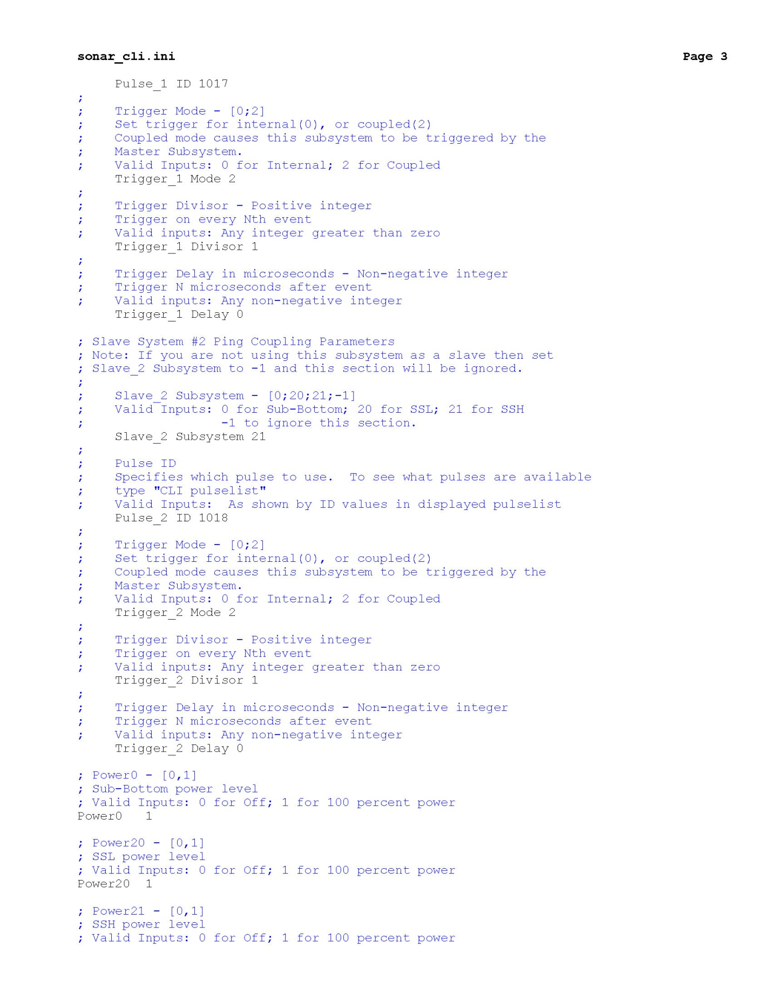 sonar_cli.ini Page 3
Pulse_1 ID 1017
;
; Trigger Mode - [0;2]
; Set trigger for internal(0), or coupled(2)
; Coupled mode causes this subsystem to be triggered by the
; Master Subsystem.
; Valid Inputs: 0 for Internal; 2 for Coupled
Trigger_1 Mode 2
;
; Trigger Divisor - Positive integer
; Trigger on every Nth event
; Valid inputs: Any integer greater than zero
Trigger_1 Divisor 1
;
; Trigger Delay in microseconds - Non-negative integer
; Trigger N microseconds after event
; Valid inputs: Any non-negative integer
Trigger_1 Delay 0
; Slave System #2 Ping Coupling Parameters
; Note: If you are not using this subsystem as a slave then set
; Slave_2 Subsystem to -1 and this section will be ignored.
;
; Slave_2 Subsystem - [0;20;21;-1]
; Valid Inputs: 0 for Sub-Bottom; 20 for SSL; 21 for SSH
; -1 to ignore this section.
Slave_2 Subsystem 21
;
; Pulse ID
; Specifies which pulse to use.  To see what pulses are available
; type "CLI pulselist"
; Valid Inputs:  As shown by ID values in displayed pulselist
Pulse_2 ID 1018
;
; Trigger Mode - [0;2]
; Set trigger for internal(0), or coupled(2)
; Coupled mode causes this subsystem to be triggered by the
; Master Subsystem.
; Valid Inputs: 0 for Internal; 2 for Coupled
Trigger_2 Mode 2
;
; Trigger Divisor - Positive integer
; Trigger on every Nth event
; Valid inputs: Any integer greater than zero
Trigger_2 Divisor 1
;
; Trigger Delay in microseconds - Non-negative integer
; Trigger N microseconds after event
; Valid inputs: Any non-negative integer
Trigger_2 Delay 0
; Power0 - [0,1]
; Sub-Bottom power level
; Valid Inputs: 0 for Off; 1 for 100 percent power
Power0   1
; Power20 - [0,1]
; SSL power level
; Valid Inputs: 0 for Off; 1 for 100 percent power
Power20  1
; Power21 - [0,1]
; SSH power level
; Valid Inputs: 0 for Off; 1 for 100 percent power